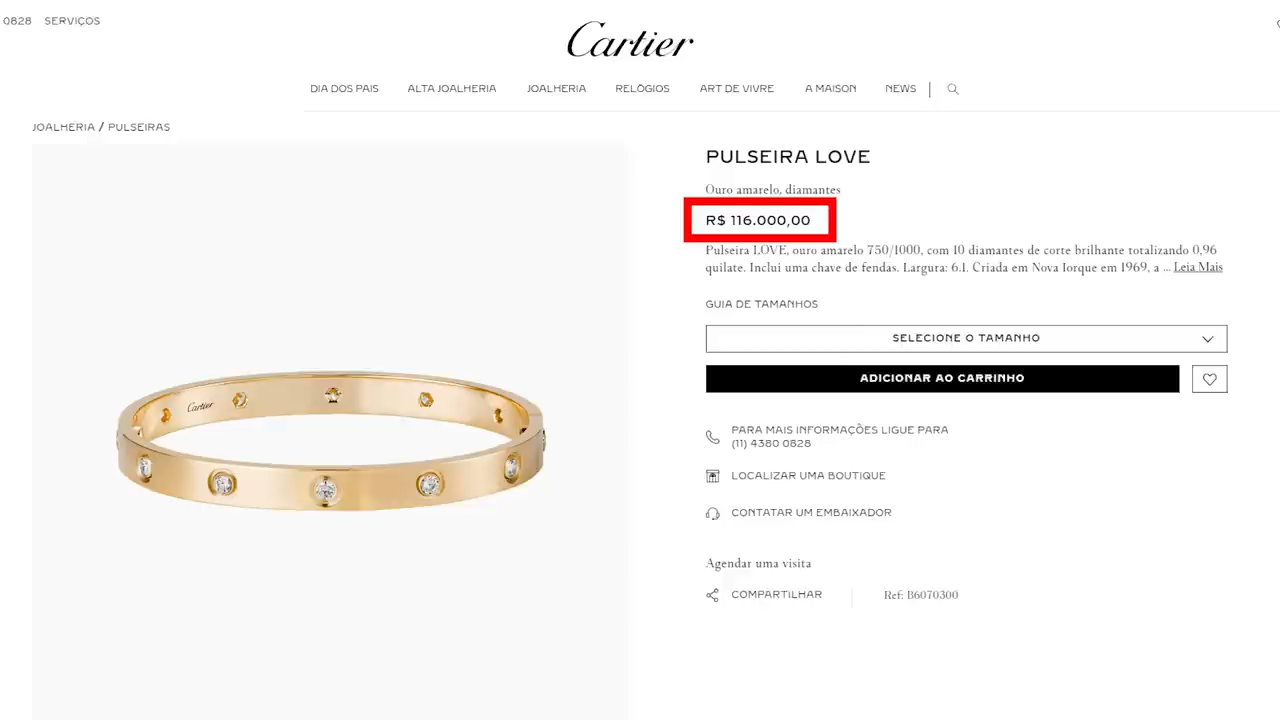 0828 SERVIÇOS
Cartier
DIA DOS PAIS ALTA JOALHERIA JOALHERIA RELÓGIOS ART DE VIVRE A MAISON NEWS
JOALHERIA / PULSEIRAS
PULSEIRA LOVE
Ouro amarelo, diamantes
R$ 116.000,00
Pulseira LOVE, ouro amarelo 750/1000, com 10 diamantes de corte brilhante totalizando 0,96
quilate. Inclui uma chave de fendas. Largura: 6.1. Criada em Nova Iorque em 1969, a ... Leia Mais
GUIA DE TAMANHOS
SELECIONE O TAMANHO
ADICIONAR AO CARRINHO
Cartier
PARA MAIS INFORMAÇÕES LIGUE PARA
(11) 4380 0828
LOCALIZAR UMA BOUTIQUE
CONTATAR UM EMBAIXADOR
Agendar uma visita
COMPARTILHAR Ref: B6070300